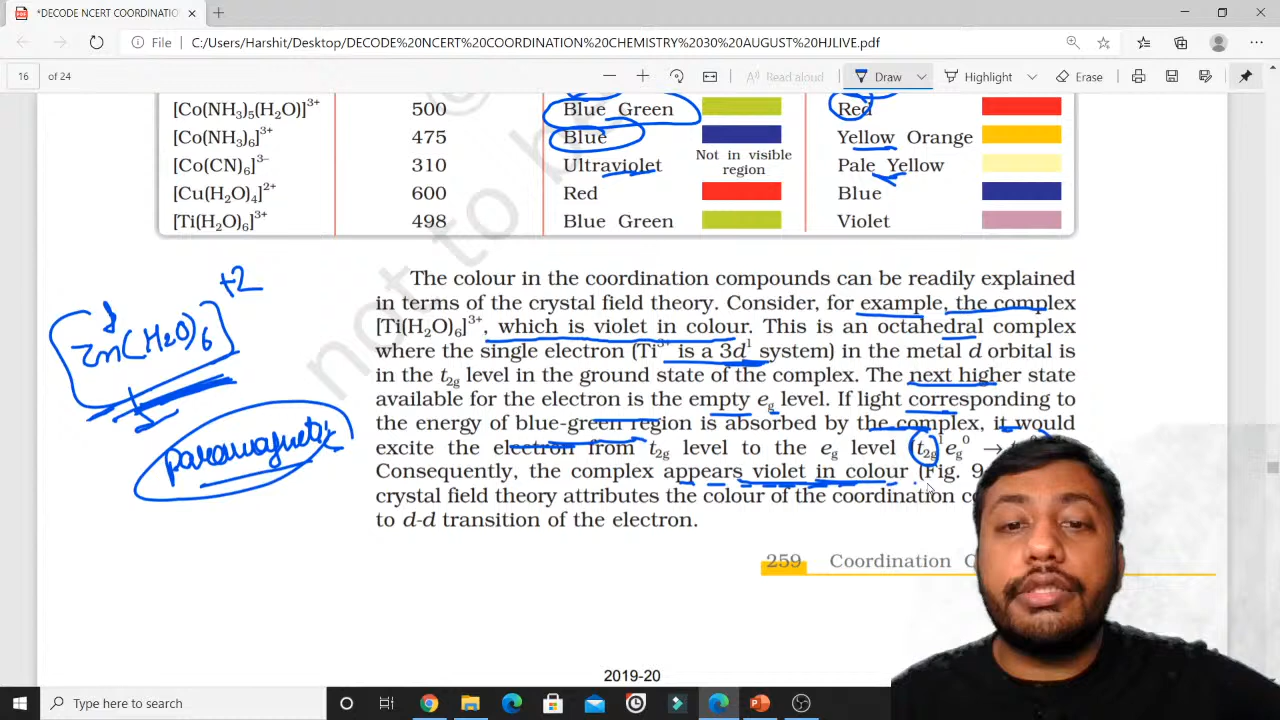 *DECODE NCERT COORDINATION
File C:/Users/Harshit/Desktop/DECODE%20NCERT%20COORDINATION%20CHEMISTRY%2030%20AUGUST%20HJLIVE.pdf
16 of 24 Read aloud Draw Highlight Erase
[Co(NH₃)₅(H₂O)]³⁺ 500 Blue Green Red
[Co(NH₃)₆]³⁺ 475 Blue Yellow Orange
[Co(CN)₆]³⁻ 310 Ultraviolet Not in visible region Pale Yellow
[Cu(H₂O)₄]²⁺ 600 Red Blue
[Ti(H₂O)₆]³⁺ 498 Blue Green Violet
not to be
The colour in the coordination compounds can be readily explained
in terms of the crystal field theory. Consider, for example, the complex
[Ti(H₂O)₆]³⁺, which is violet in colour. This is an octahedral complex
where the single electron (Ti³⁺ is a 3d¹ system) in the metal d orbital is
in the t₂g level in the ground state of the complex. The next higher state
available for the electron is the empty eg level. If light corresponding to
the energy of blue-green region is absorbed by the complex, it would
excite the electron from t₂g level to the eg level (t₂g¹eg⁰ →
Consequently, the complex appears violet in colour (Fig. 9
crystal field theory attributes the colour of the coordination
to d-d transition of the electron.
[Zn(H₂O)₆]+2
paramagnetic
259 Coordination
2019-20
Type here to search